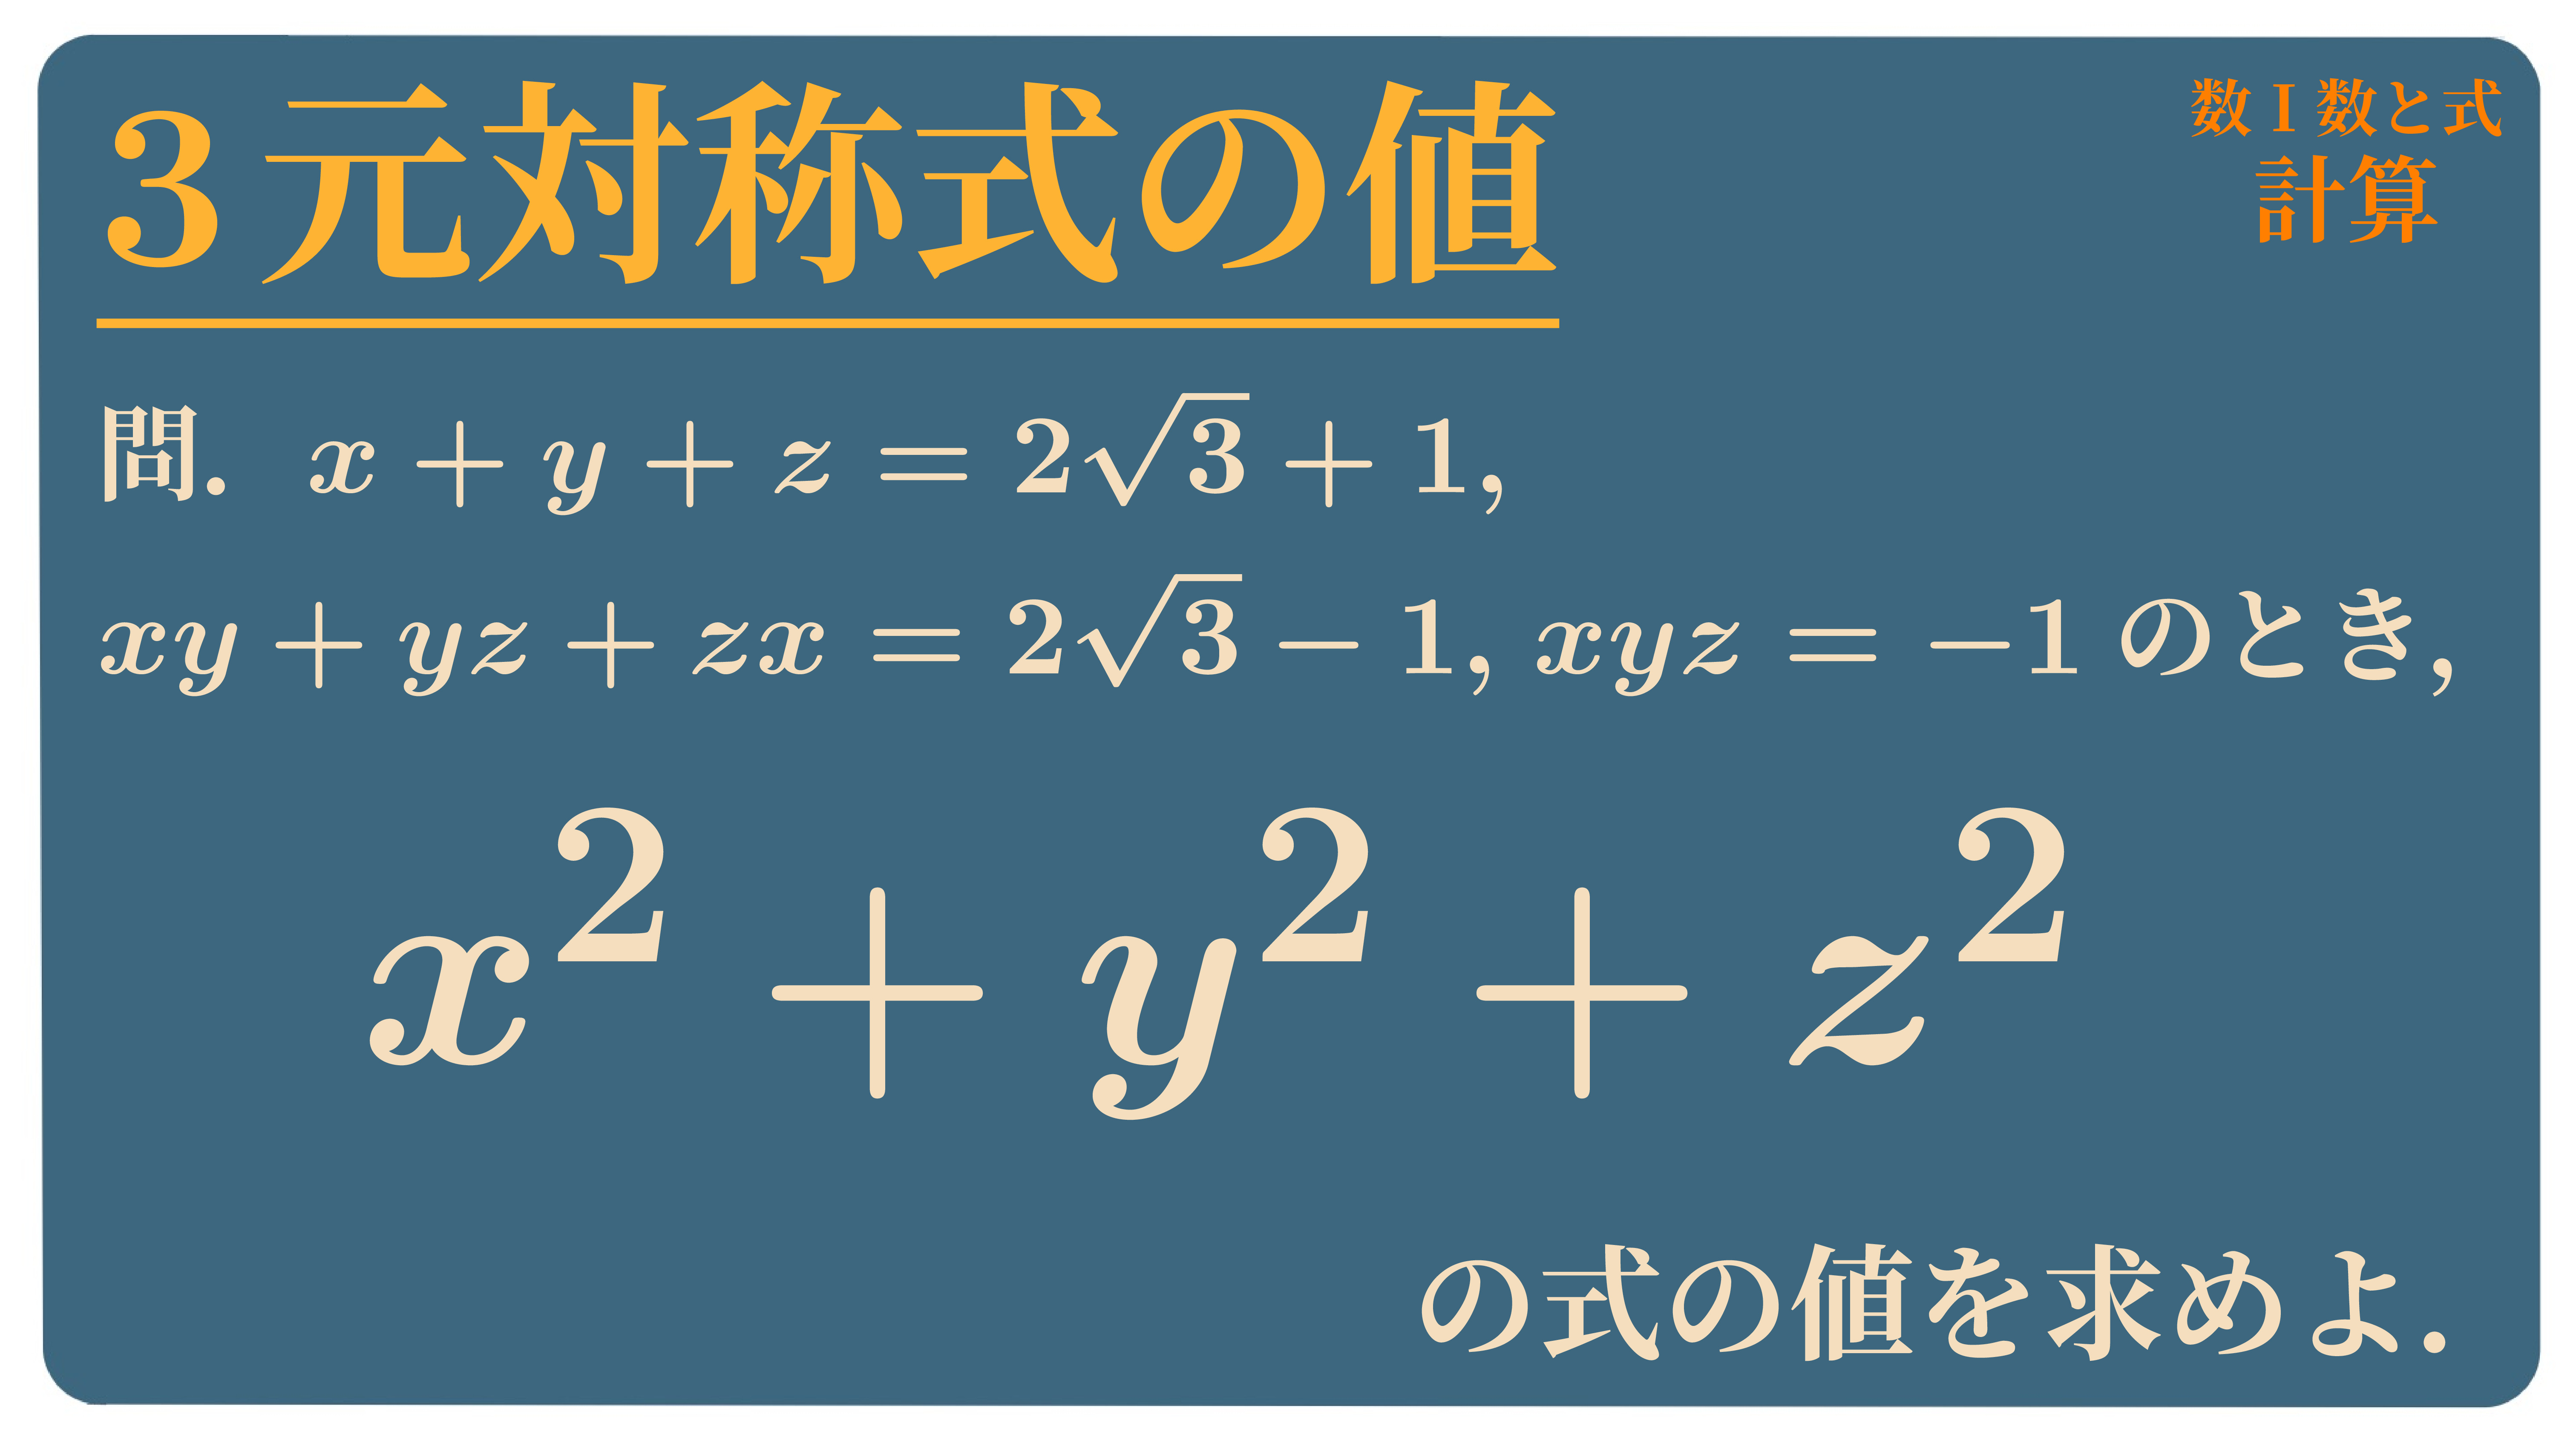 3元対称式の値
数Ⅰ数と式
計算
問. x + y + z = 2√3 + 1,
xy + yz + zx = 2√3 − 1, xyz = −1 のとき,
x² + y² + z²
の式の値を求めよ.